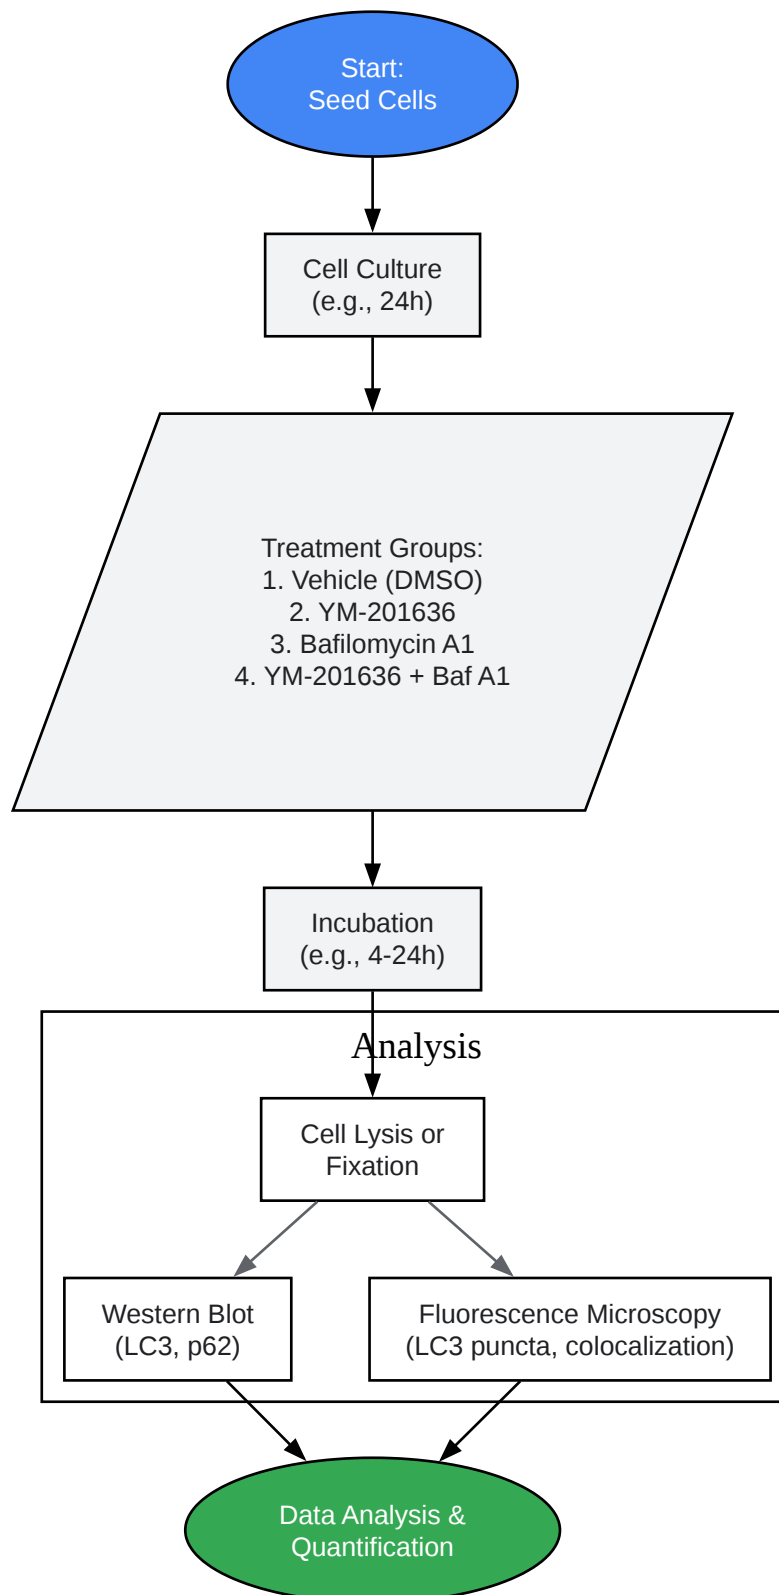 Start:
Seed Cells
Cell Culture
(e.g., 24h)
Treatment Groups:
1. Vehicle (DMSO)
2. YM-201636
3. Bafilomycin A1
4. YM-201636 + Baf A1
Incubation
(e.g., 4-24h)
Analysis
Cell Lysis or
Fixation
Western Blot
(LC3, p62)
Fluorescence Microscopy
(LC3 puncta, colocalization)
Data Analysis &
Quantification